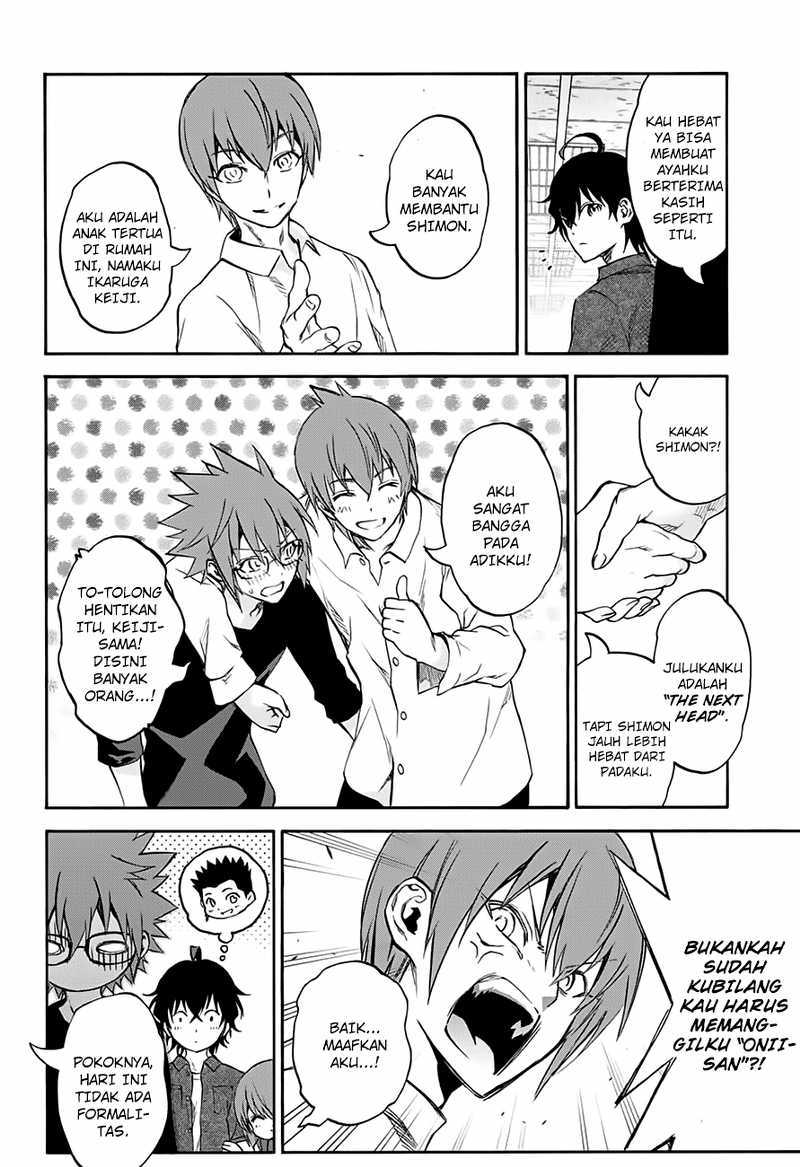 KAU HEBAT
YA BISA
MEMBUAT
AYAHKU
BERTERIMA
KASIH
SEPERTI
ITU.
KAU
BANYAK
MEMBANTU
SHIMON.
AKU ADALAH
ANAK TERTUA
DI RUMAH
INI, NAMAKU
IKARUGA
KEIJI.
KAKAK
SHIMON?!
JULUKANKU
ADALAH
"THE NEXT
HEAD".
TAPI SHIMON
JAUH LEBIH
HEBAT DARI
PADAKU.
AKU
SANGAT
BANGGA
PADA
ADIKKU!
TO-TOLONG
HENTIKAN
ITU, KEIJI-
SAMA!
DISINI
BANYAK
ORANG...!
BUKANKAH
SUDAH
KUBILANG
KAU HARUS
MEMANG-
GILKU "ONII-
SAN"?!
BAIK...
MAAFKAN
AKU...!
POKOKNYA,
HARI INI
TIDAK ADA
FORMALI-
TAS.